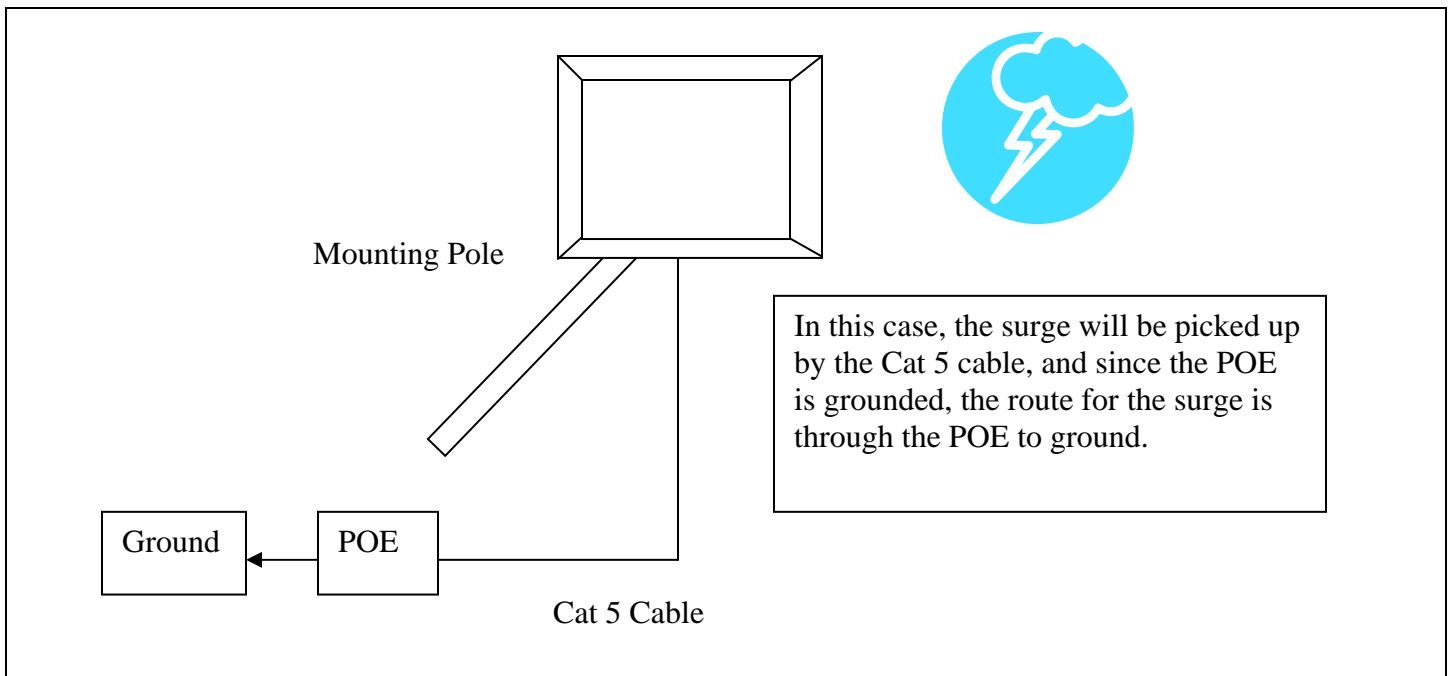 Mounting Pole
In this case, the surge will be picked up
by the Cat 5 cable, and since the POE
is grounded, the route for the surge is
through the POE to ground.
Ground
POE
Cat 5 Cable